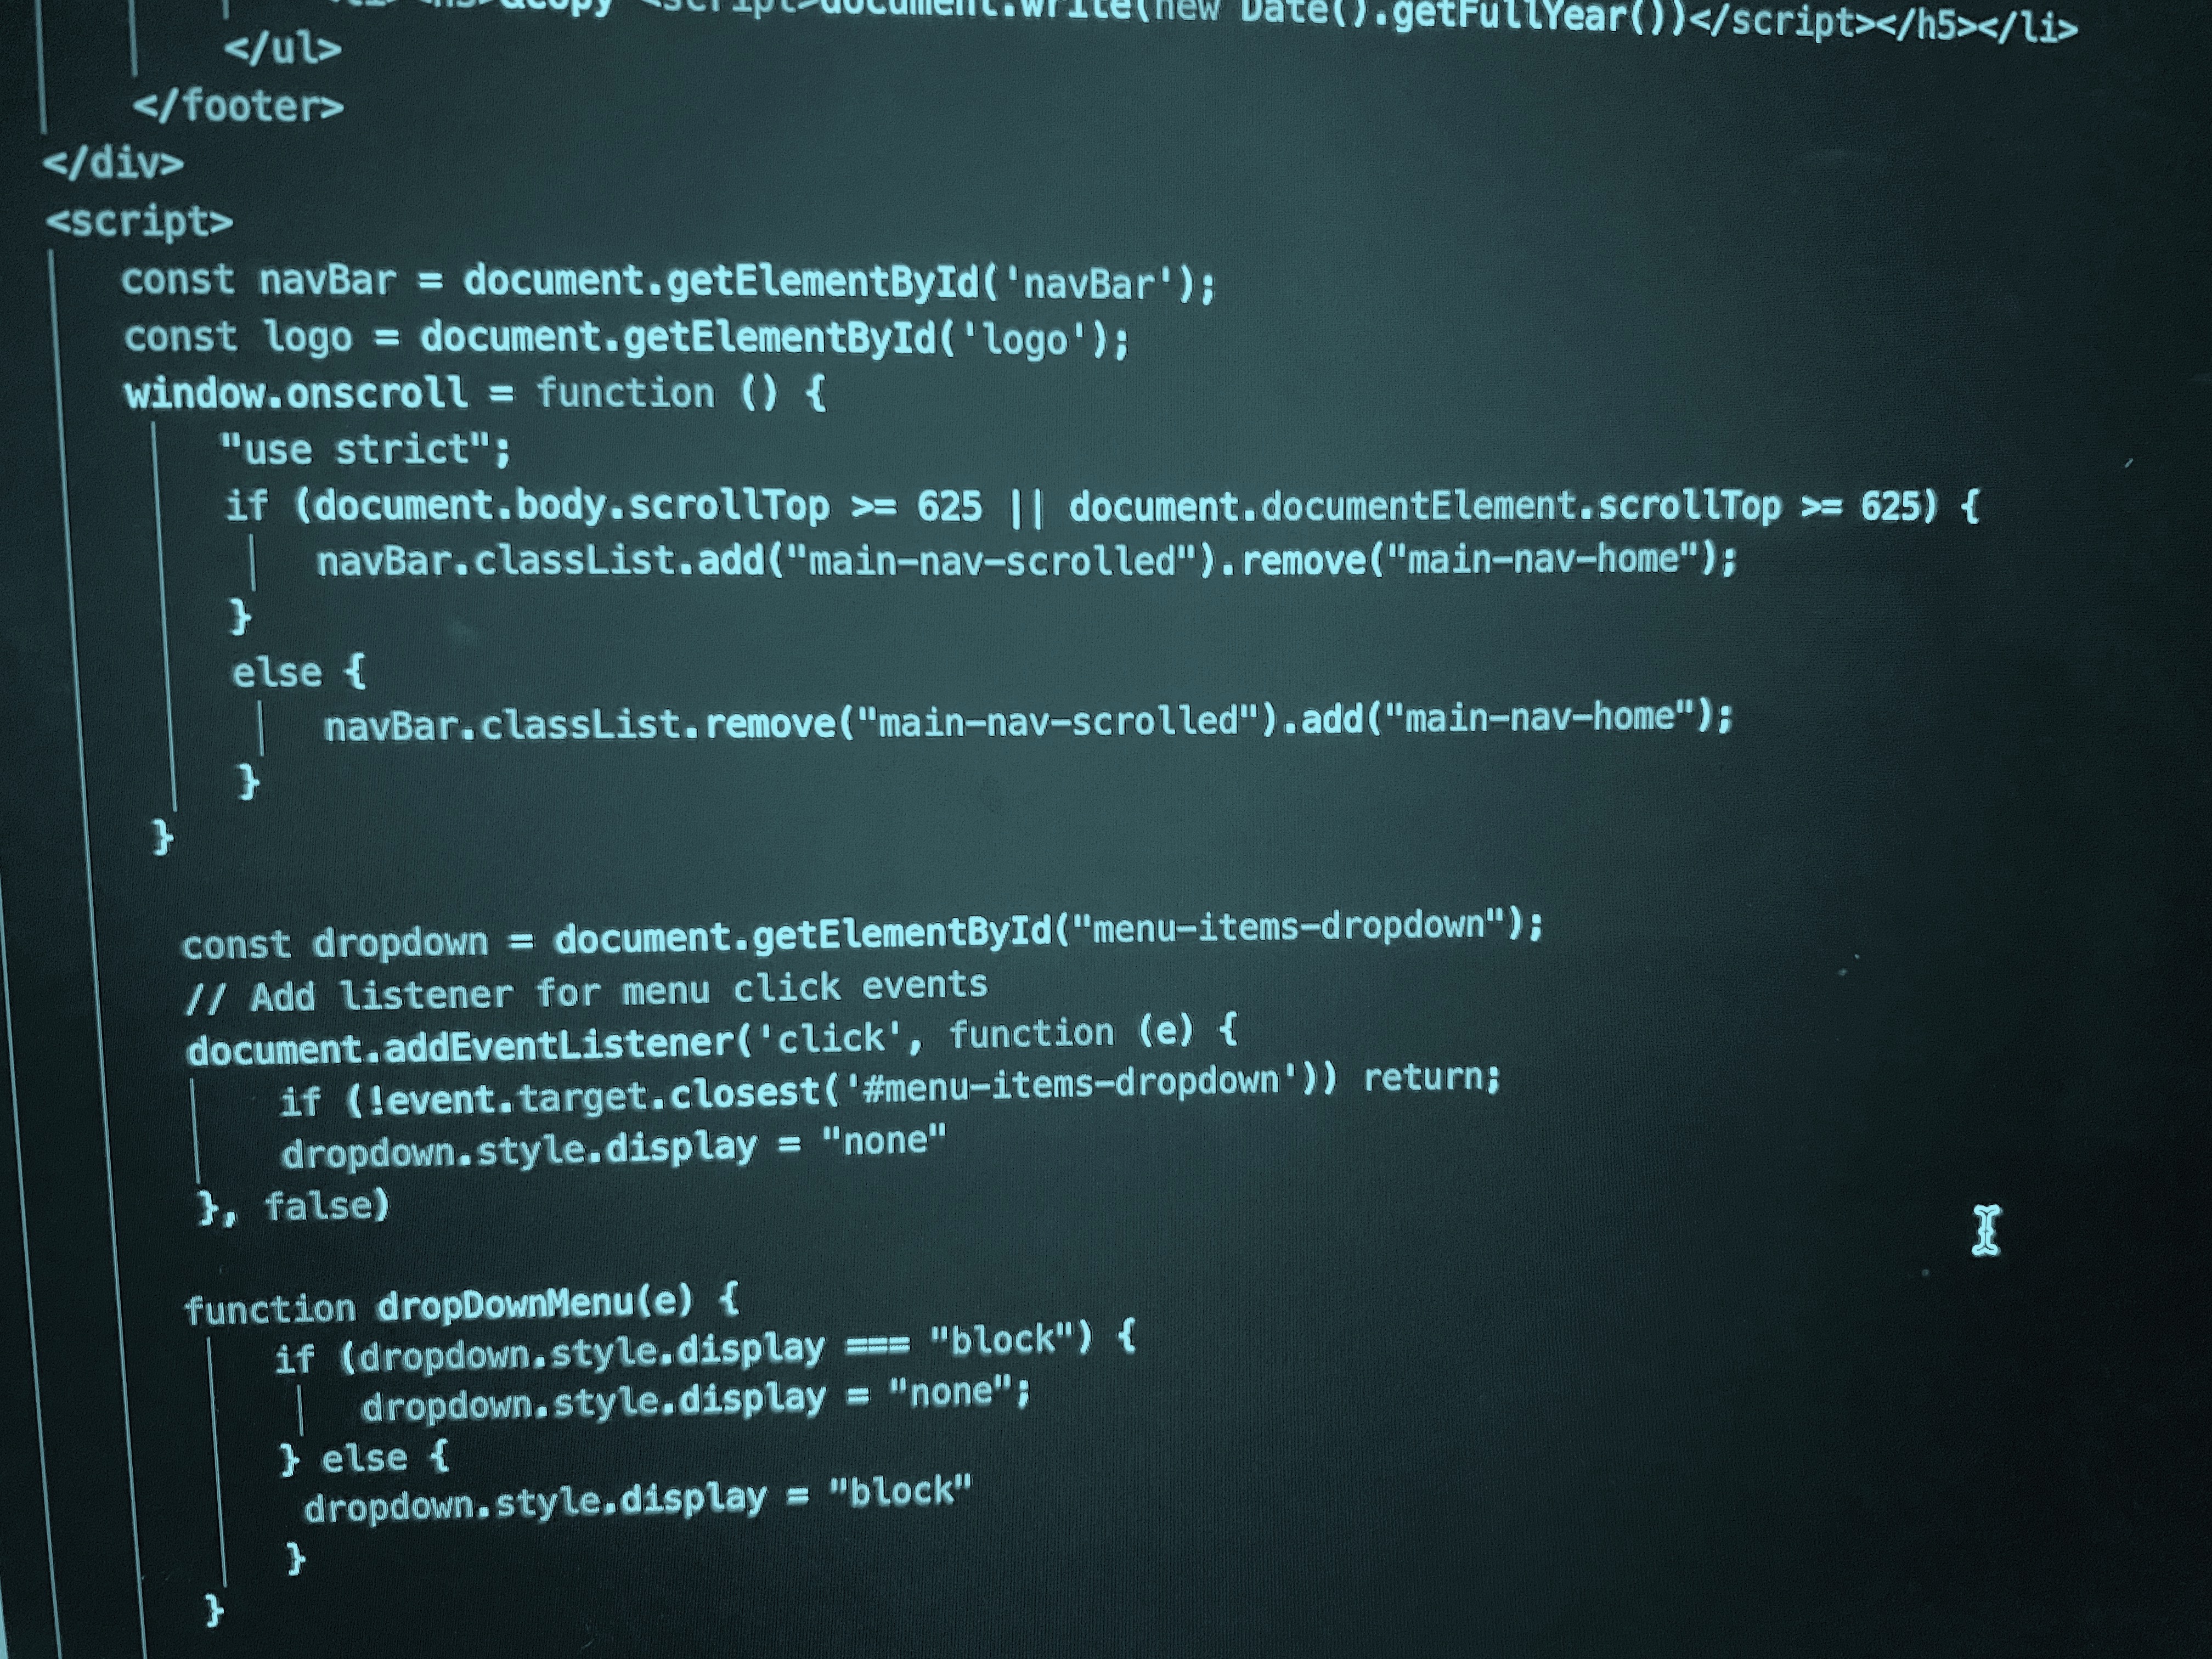 &copy <script>document.write(new Date().getFullYear())</script></h5></li>
</ul>
</footer>
</div>
<script>
const navBar = document.getElementById('navBar');
const logo = document.getElementById('logo');
window.onscroll = function () {
"use strict";
if (document.body.scrollTop >= 625 || document.documentElement.scrollTop >= 625) {
navBar.classList.add("main-nav-scrolled").remove("main-nav-home");
}
else {
navBar.classList.remove("main-nav-scrolled").add("main-nav-home");
}
}
const dropdown = document.getElementById("menu-items-dropdown");
// Add listener for menu click events
document.addEventListener('click', function (e) {
if (!event.target.closest('#menu-items-dropdown')) return;
dropdown.style.display = "none"
}, false)
function dropDownMenu(e) {
if (dropdown.style.display === "block") {
dropdown.style.display = "none";
} else {
dropdown.style.display = "block"
}
}